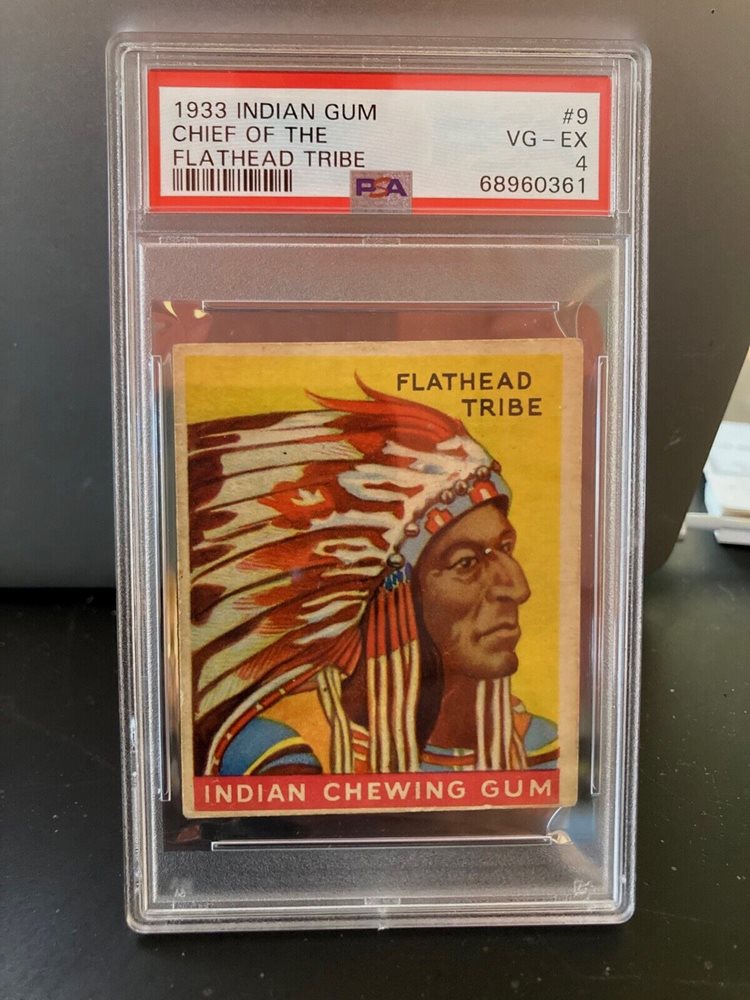 1933 INDIAN GUM #9
CHIEF OF THE VG - EX
FLATHEAD TRIBE 4
PSA 68960361
FLATHEAD
TRIBE
INDIAN CHEWING GUM